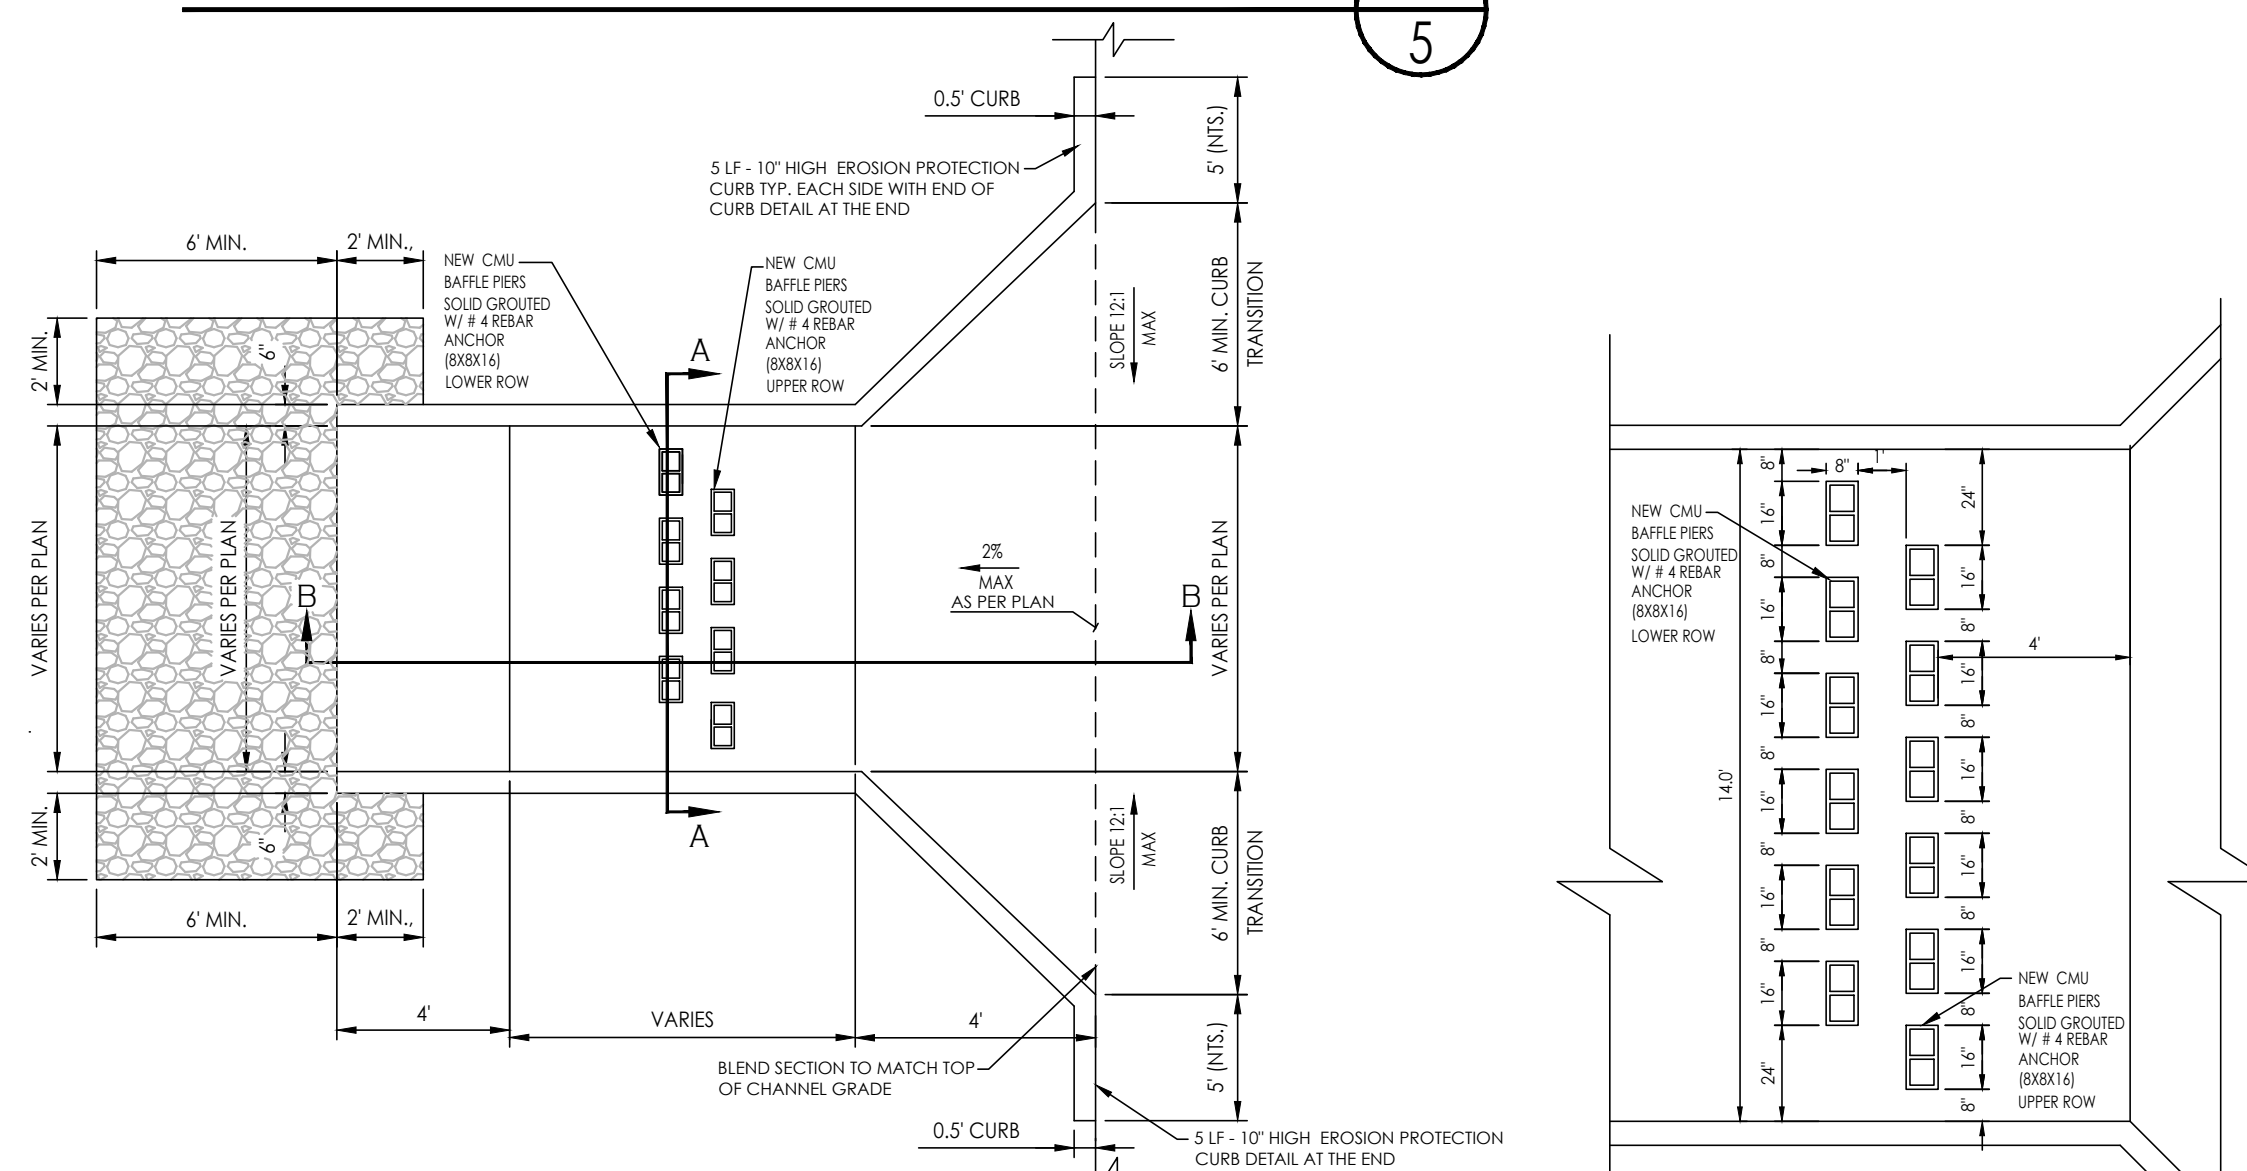 5
0.5' CURB
5' (NTS.)
5 LF - 10" HIGH EROSION PROTECTION
CURB TYP. EACH SIDE WITH END OF
CURB DETAIL AT THE END
6' MIN.
2' MIN.,
NEW CMU
BAFFLE PIERS
SOLID GROUTED
W/ # 4 REBAR
ANCHOR
(8X8X16)
LOWER ROW
NEW CMU
BAFFLE PIERS
SOLID GROUTED
W/ # 4 REBAR
ANCHOR
(8X8X16)
UPPER ROW
SLOPE 12:1
MAX
6' MIN. CURB
TRANSITION
2' MIN.
6"
A
VARIES PER PLAN
VARIES PER PLAN
B
2%
MAX
AS PER PLAN
B
VARIES PER PLAN
2' MIN.
6"
A
SLOPE 12:1
MAX
6' MIN. CURB
TRANSITION
6' MIN.
2' MIN.,
4'
VARIES
4'
5' (NTS.)
BLEND SECTION TO MATCH TOP
OF CHANNEL GRADE
0.5' CURB
5 LF - 10" HIGH EROSION PROTECTION
CURB DETAIL AT THE END
8"
1'
NEW CMU
BAFFLE PIERS
SOLID GROUTED
W/ # 4 REBAR
ANCHOR
(8X8X16)
LOWER ROW
14.0'
8"
16"
8"
16"
8"
16"
8"
16"
8"
16"
8"
16"
24"
24"
16"
8"
16"
8"
16"
8"
16"
8"
16"
8"
16"
8"
4'
NEW CMU
BAFFLE PIERS
SOLID GROUTED
W/ # 4 REBAR
ANCHOR
(8X8X16)
UPPER ROW